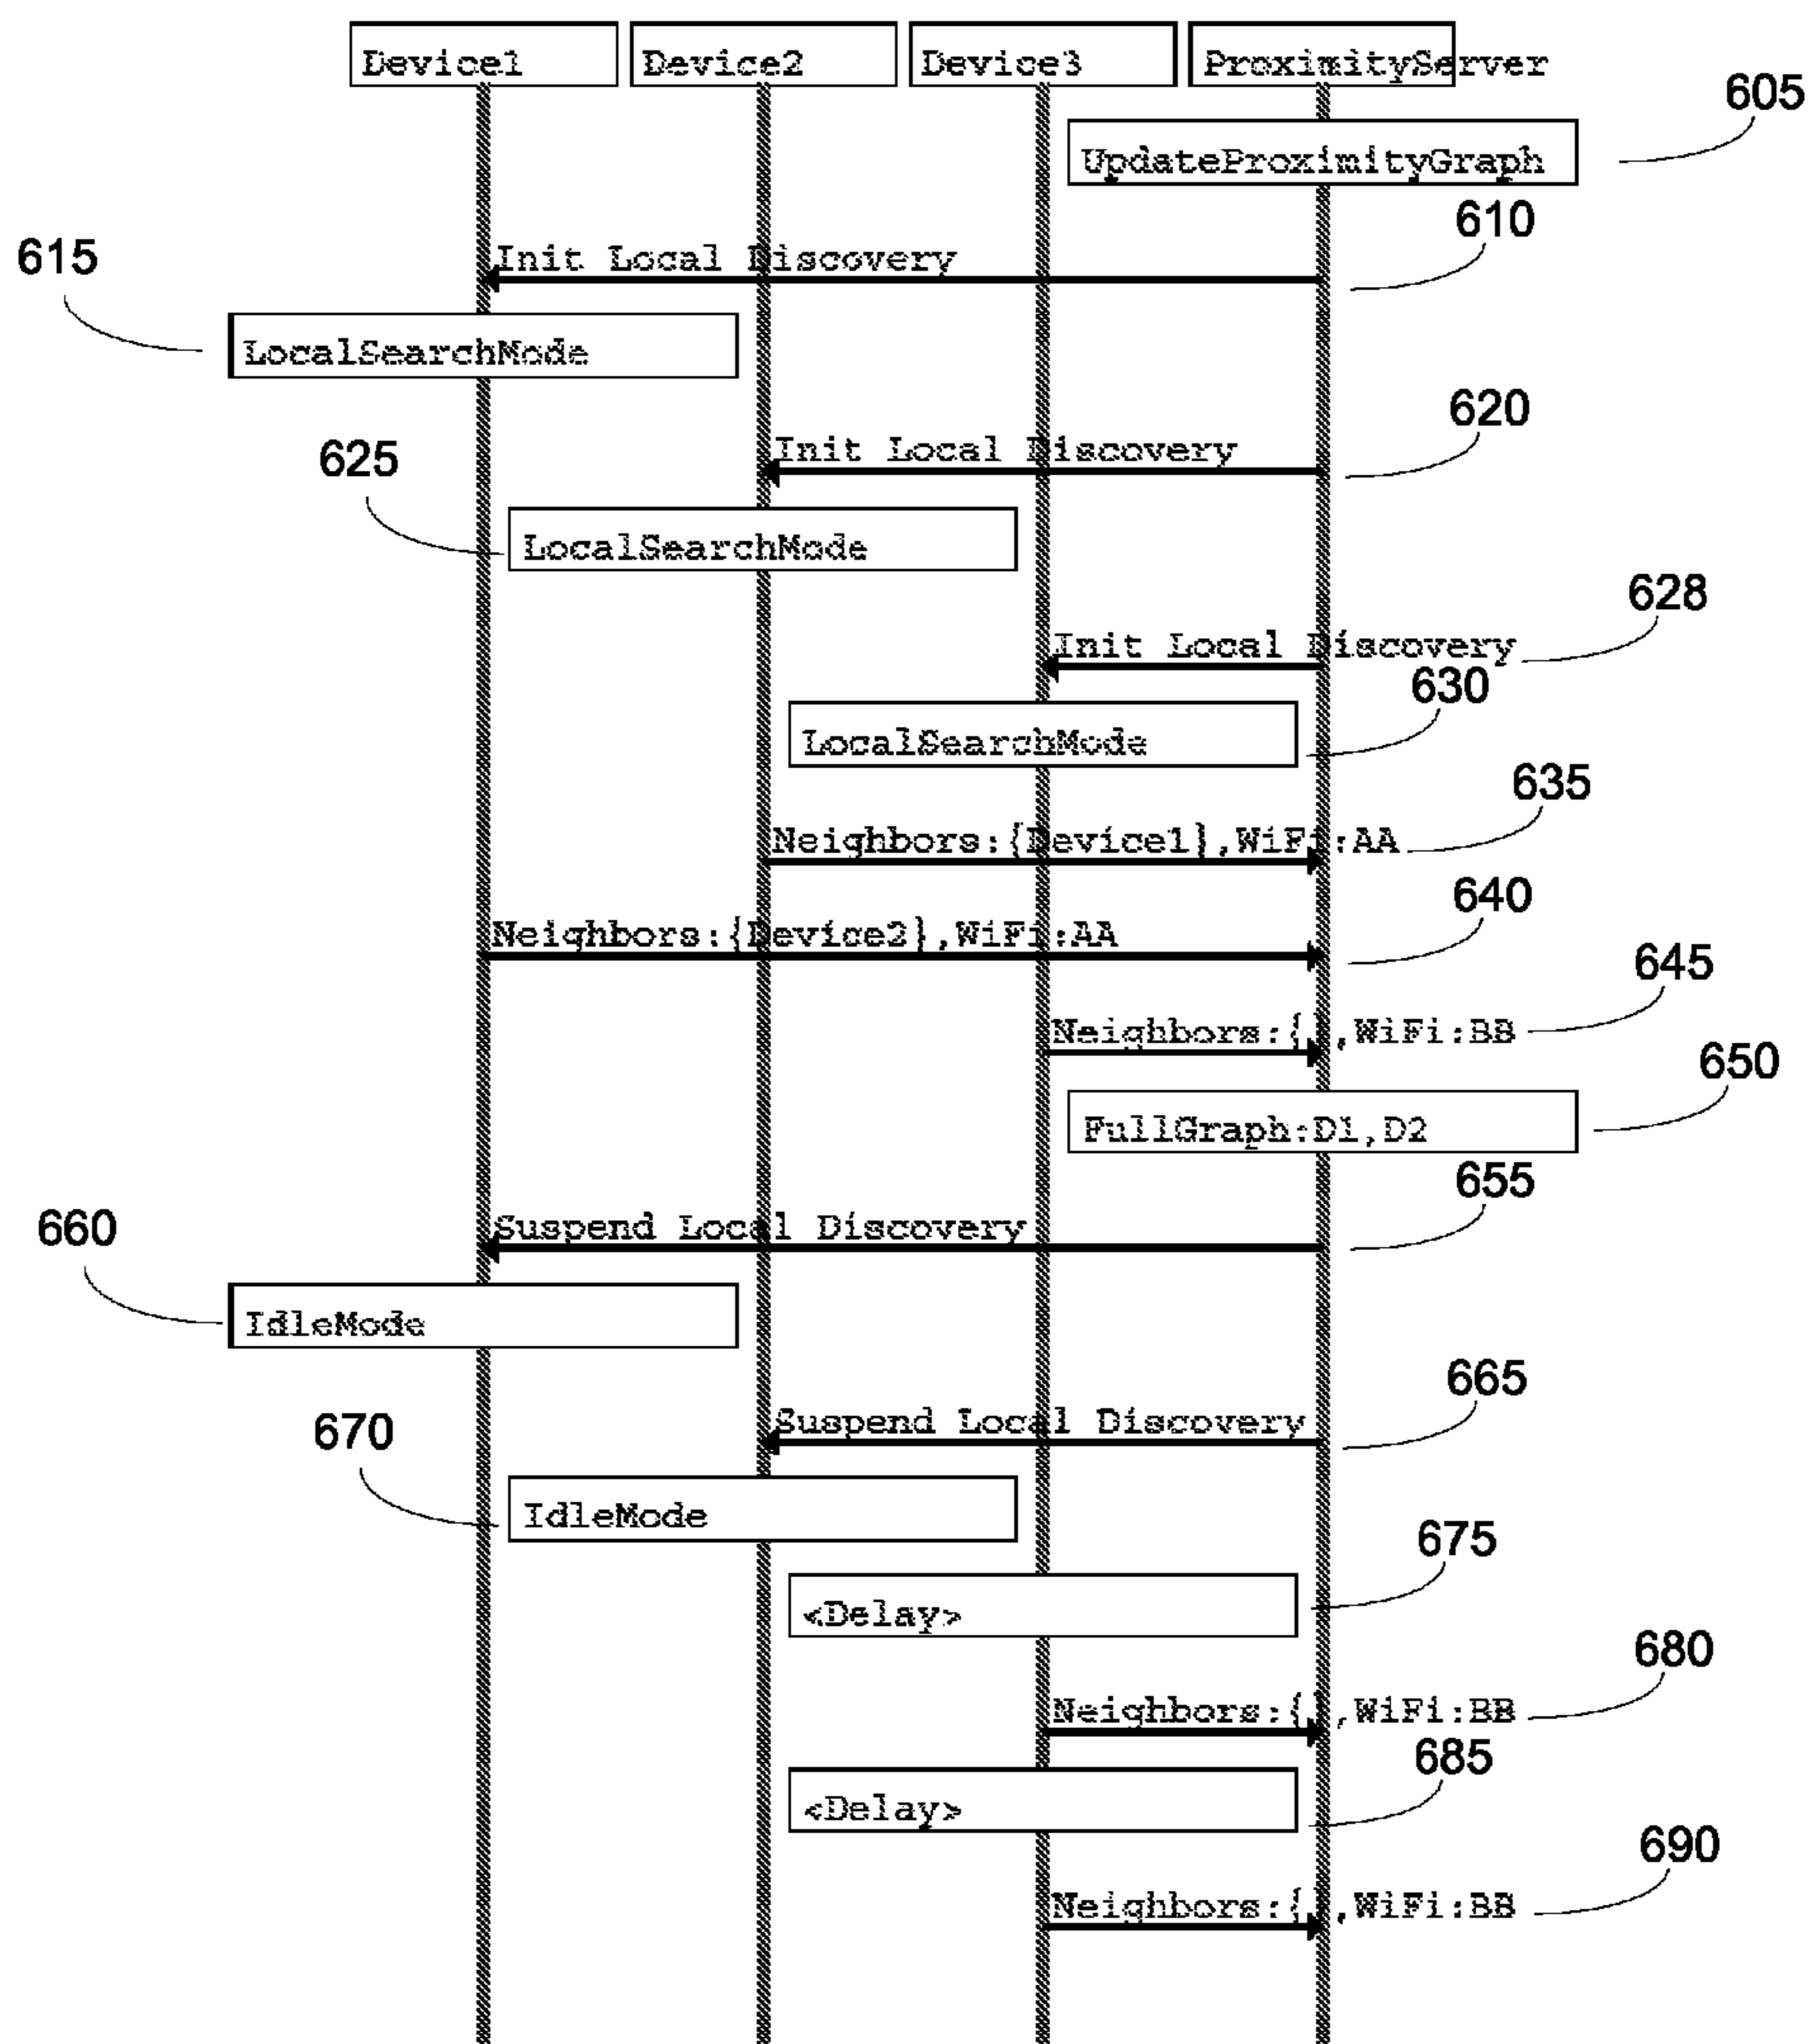 Device1 Device2 Device3 ProximityServer
605
UpdateProximityGraph
610
615
Init Local Discovery
LocalSearchMode
620
625
Init Local Discovery
LocalSearchMode
628
Init Local Discovery
630
LocalSearchMode
635
Neighbors:{Device1},WiFi:AA
640
Neighbors:{Device2},WiFi:AA
645
Neighbors:{},WiFi:BB
650
FullGraph:D1,D2
655
660
Suspend Local Discovery
IdleMode
665
670
Suspend Local Discovery
IdleMode
675
<Delay>
680
Neighbors:{},WiFi:BB
685
<Delay>
690
Neighbors:{},WiFi:BB